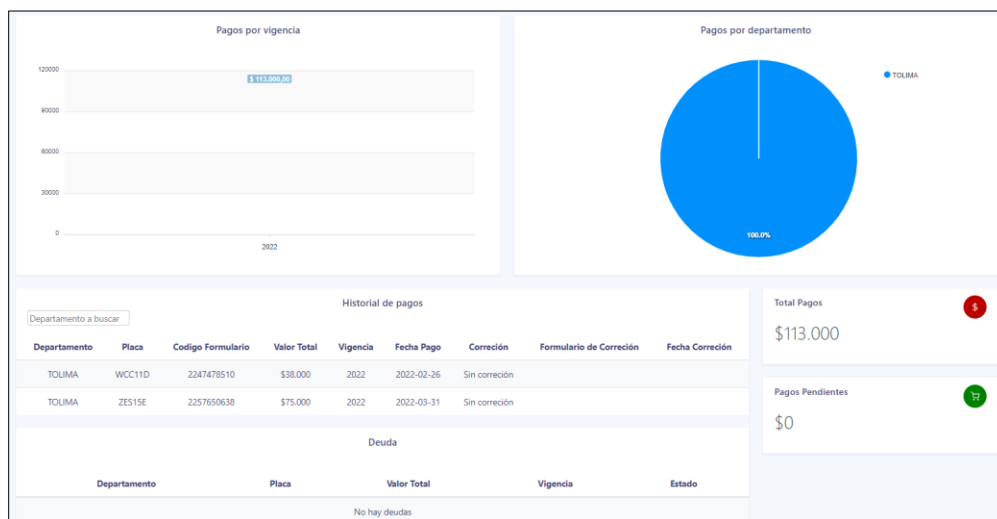 Pagos por vigencia
120000
$ 113.000,00
90000
60000
30000
0
2022
Pagos por departamento
TOLIMA
100.0%
Historial de pagos
Departamento a buscar
Departamento Placa Codigo Formulario Valor Total Vigencia Fecha Pago Correción Formulario de Correción Fecha Correción
TOLIMA WCC11D 2247478510 $38.000 2022 2022-02-26 Sin correción
TOLIMA ZES15E 2257650638 $75.000 2022 2022-03-31 Sin correción
Total Pagos
$
$113.000
Pagos Pendientes
$0
Deuda
Departamento Placa Valor Total Vigencia Estado
No hay deudas